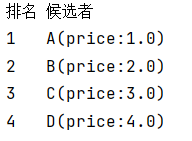 排名 候选者
1 A(price:1.0)
2 B(price:2.0)
3 C(price:3.0)
4 D(price:4.0)